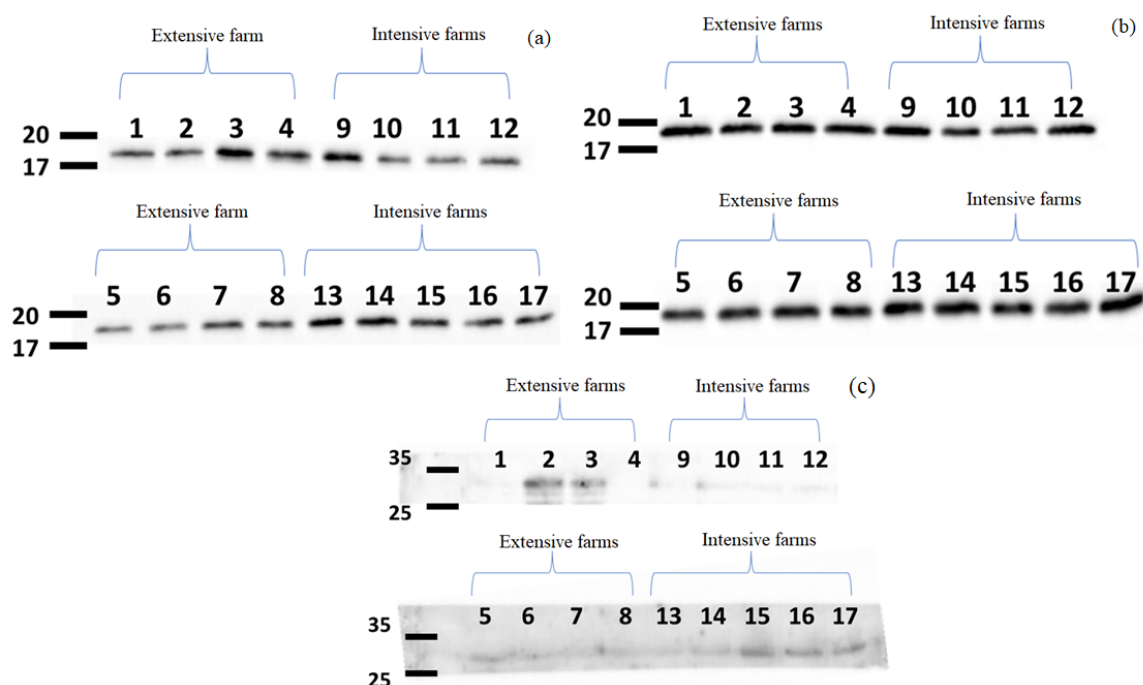 Extensive farm Intensive farms (a)
1 2 3 4 9 10 11 12
20
17
Extensive farm Intensive farms
5 6 7 8 13 14 15 16 17
20
17
Extensive farms Intensive farms (b)
1 2 3 4 9 10 11 12
20
17
Extensive farms Intensive farms
5 6 7 8 13 14 15 16 17
20
17
Extensive farms Intensive farms (c)
1 2 3 4 9 10 11 12
35
25
Extensive farms Intensive farms
5 6 7 8 13 14 15 16 17
35
25